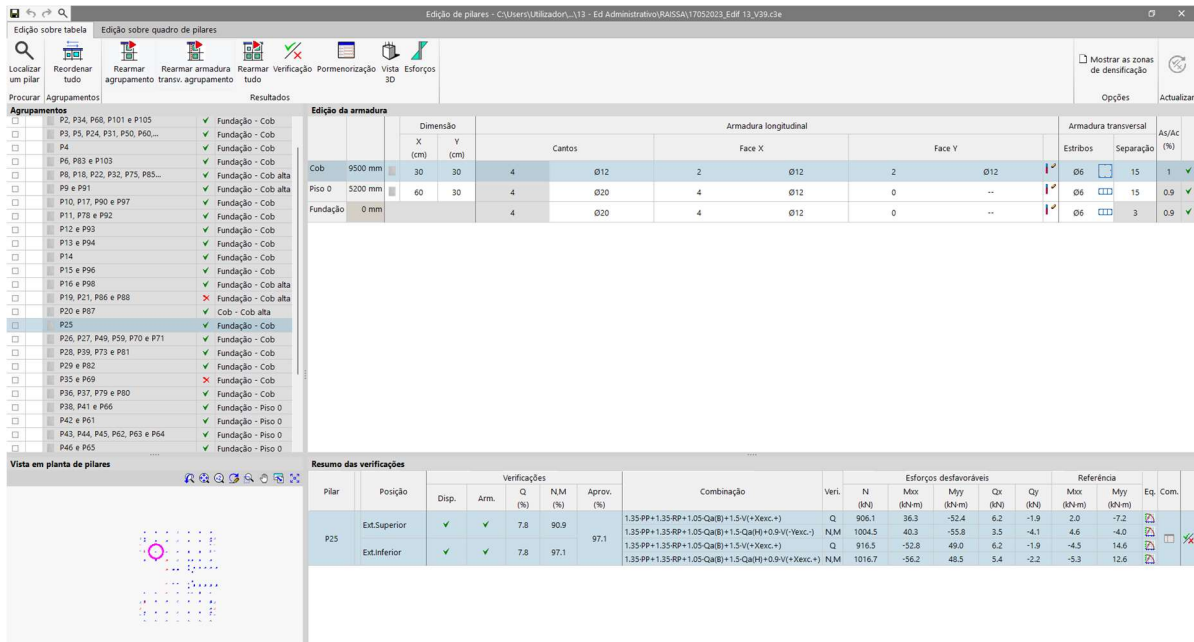 Edição de pilares - C:\Users\Utilizador\...\13 - Ed Administrativo\RAISSA\17052023_Edif 13_V39.c3e
Edição sobre tabela Edição sobre quadro de pilares
Localizar um pilar
Reordenar tudo
Rearmar agrupamento
Rearmar armadura transv. agrupamento
Rearmar tudo
Verificação
Pormenorização
Vista 3D
Esforços
Mostrar as zonas de densificação
Procurar Agrupamentos Resultados Opções Actualizar
Agrupamentos
P2, P34, P68, P101 e P105 Fundação - Cob
P3, P5, P24, P31, P50, P60,... Fundação - Cob
P4 Fundação - Cob
P6, P83 e P103 Fundação - Cob
P8, P18, P22, P32, P75, P85... Fundação - Cob alta
P9 e P91 Fundação - Cob alta
P10, P17, P90 e P97 Fundação - Cob alta
P11, P78 e P92 Fundação - Cob alta
P12 e P93 Fundação - Cob alta
P13 e P94 Fundação - Cob alta
P14 Fundação - Cob alta
P15 e P96 Fundação - Cob alta
P16 e P98 Fundação - Cob alta
P19, P21, P86 e P88 Fundação - Cob alta
P20 e P87 Cob - Cob alta
P25 Fundação - Cob
P26, P27, P49, P59, P70 e P71 Fundação - Cob
P28, P39, P73 e P81 Fundação - Cob
P29 e P82 Fundação - Cob
P35 e P69 Fundação - Cob
P36, P37, P79 e P80 Fundação - Cob
P38, P41 e P66 Fundação - Piso 0
P42 e P61 Fundação - Piso 0
P43, P44, P45, P62, P63 e P64 Fundação - Piso 0
P46 e P65 Fundação - Piso 0
Edição da armadura
Dimensão Armadura longitudinal Armadura transversal As/Ac (%)
X (cm) Y (cm) Cantos Face X Face Y Estribos Separação
Cob 9500 mm 30 30 4 Ø12 2 Ø12 2 Ø12 Ø6 15 1
Piso 0 5200 mm 60 30 4 Ø20 4 Ø12 0 -- Ø6 15 0.9
Fundação 0 mm 4 Ø20 4 Ø12 0 -- Ø6 3 0.9
Vista em planta de pilares
Resumo das verificações
Pilar Posição Verificações Combinação Veri. Esforços desfavoráveis Referência Eq. Com.
Disp. Arm. Q (%) N,M (%) Aprov. (%) N (kN) Mxx (kN·m) Myy (kN·m) Qx (kN) Qy (kN) Mxx (kN·m) Myy (kN·m)
P25 Ext.Superior 7.8 90.9 97.1
1.35·PP+1.35·RP+1.05·Qa(B)+1.5·V(+Xexc.+) Q 906.1 36.3 -52.4 6.2 -1.9 2.0 -7.2
1.35·PP+1.35·RP+1.05·Qa(B)+1.5·Qa(H)+0.9·V(-Yexc.-) N,M 1004.5 40.3 -55.8 3.5 -4.1 4.6 -4.0
Ext.Inferior 7.8 97.1
1.35·PP+1.35·RP+1.05·Qa(B)+1.5·V(+Xexc.+) Q 916.5 -52.8 49.0 6.2 -1.9 -4.5 14.6
1.35·PP+1.35·RP+1.05·Qa(B)+1.5·Qa(H)+0.9·V(+Xexc.+) N,M 1016.7 -56.2 48.5 5.4 -2.2 -5.3 12.6